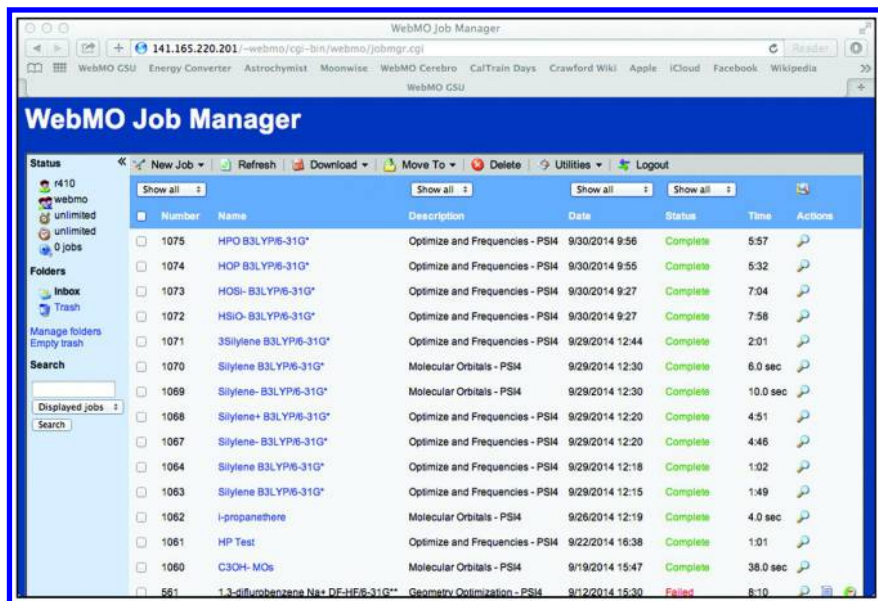 WebMO Job Manager
141.165.220.201/~webmo/cgi-bin/webmo/jobmgr.cgi Reader
WebMO GSU Energy Converter Astrochymist Moonwise WebMO Cerebro CalTrain Days Crawford Wiki Apple iCloud Facebook Wikipedia
WebMO GSU
WebMO Job Manager
Status
r410
webmo
unlimited
unlimited
0 jobs
Folders
Inbox
Trash
Manage folders
Empty trash
Search
Displayed jobs
Search
New Job Refresh Download Move To Delete Utilities Logout
Show all Show all Show all Show all
Number Name Description Date Status Time Actions
1075 HPO B3LYP/6-31G* Optimize and Frequencies - PSI4 9/30/2014 9:56 Complete 5:57
1074 HOP B3LYP/6-31G* Optimize and Frequencies - PSI4 9/30/2014 9:55 Complete 5:32
1073 HOSi- B3LYP/6-31G* Optimize and Frequencies - PSI4 9/30/2014 9:27 Complete 7:04
1072 HSiO- B3LYP/6-31G* Optimize and Frequencies - PSI4 9/30/2014 9:27 Complete 7:58
1071 3Silylene B3LYP/6-31G* Optimize and Frequencies - PSI4 9/29/2014 12:44 Complete 2:01
1070 Silylene B3LYP/6-31G* Molecular Orbitals - PSI4 9/29/2014 12:30 Complete 6.0 sec
1069 Silylene- B3LYP/6-31G* Molecular Orbitals - PSI4 9/29/2014 12:30 Complete 10.0 sec
1068 Silylene+ B3LYP/6-31G* Optimize and Frequencies - PSI4 9/29/2014 12:20 Complete 4:51
1067 Silylene- B3LYP/6-31G* Optimize and Frequencies - PSI4 9/29/2014 12:20 Complete 4:46
1064 Silylene B3LYP/6-31G* Optimize and Frequencies - PSI4 9/29/2014 12:18 Complete 1:02
1063 Silylene B3LYP/6-31G* Optimize and Frequencies - PSI4 9/29/2014 12:15 Complete 1:49
1062 i-propanethere Molecular Orbitals - PSI4 9/26/2014 12:19 Complete 4.0 sec
1061 HP Test Optimize and Frequencies - PSI4 9/22/2014 16:38 Complete 1:01
1060 C3OH- MOs Molecular Orbitals - PSI4 9/19/2014 15:47 Complete 38.0 sec
561 1,3-diflurobenzene Na+ DF-HF/6-31G** Geometry Optimization - PSI4 9/12/2014 15:30 Failed 8:10